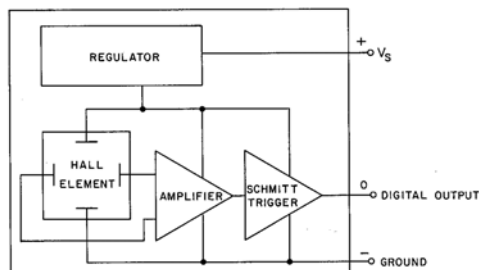 REGULATOR
+
VS
HALL
ELEMENT
AMPLIFIER
SCHMITT
TRIGGER
O
DIGITAL OUTPUT
−
GROUND